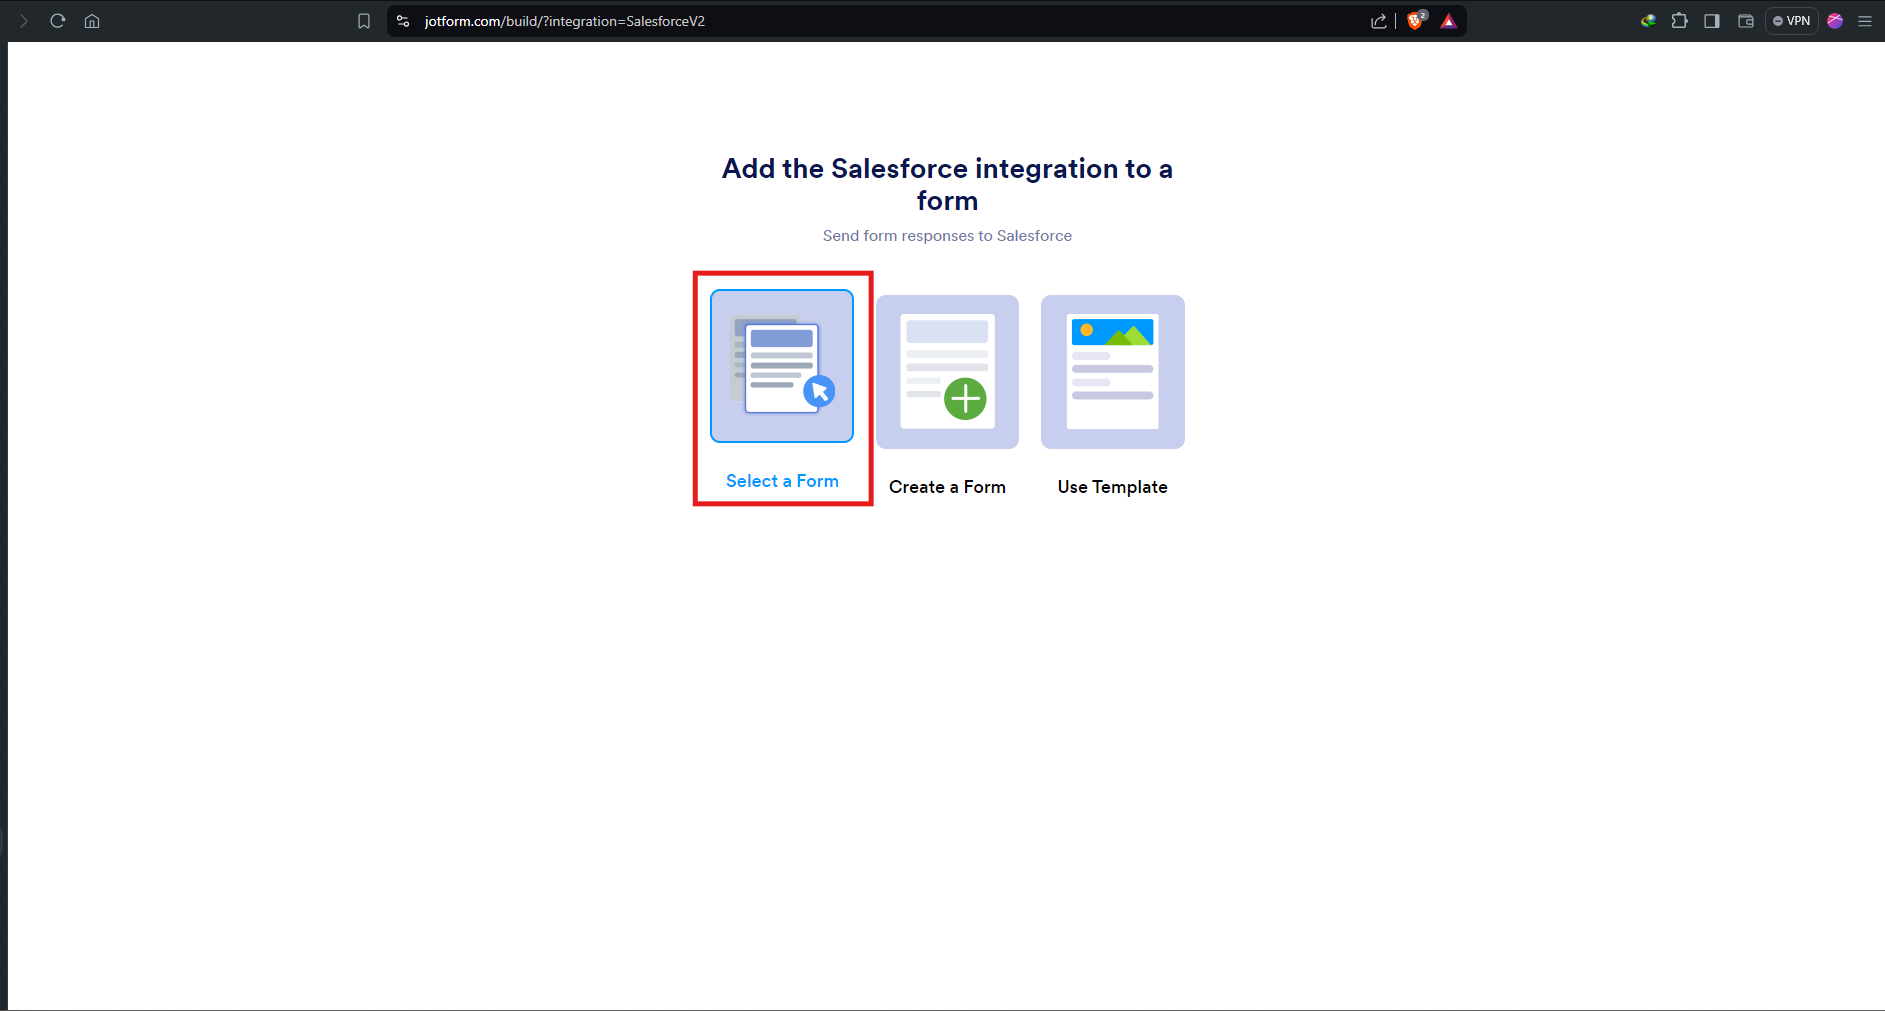 jotform.com/build/?integration=SalesforceV2
2
VPN
Add the Salesforce integration to a
form
Send form responses to Salesforce
Select a Form
Create a Form
Use Template